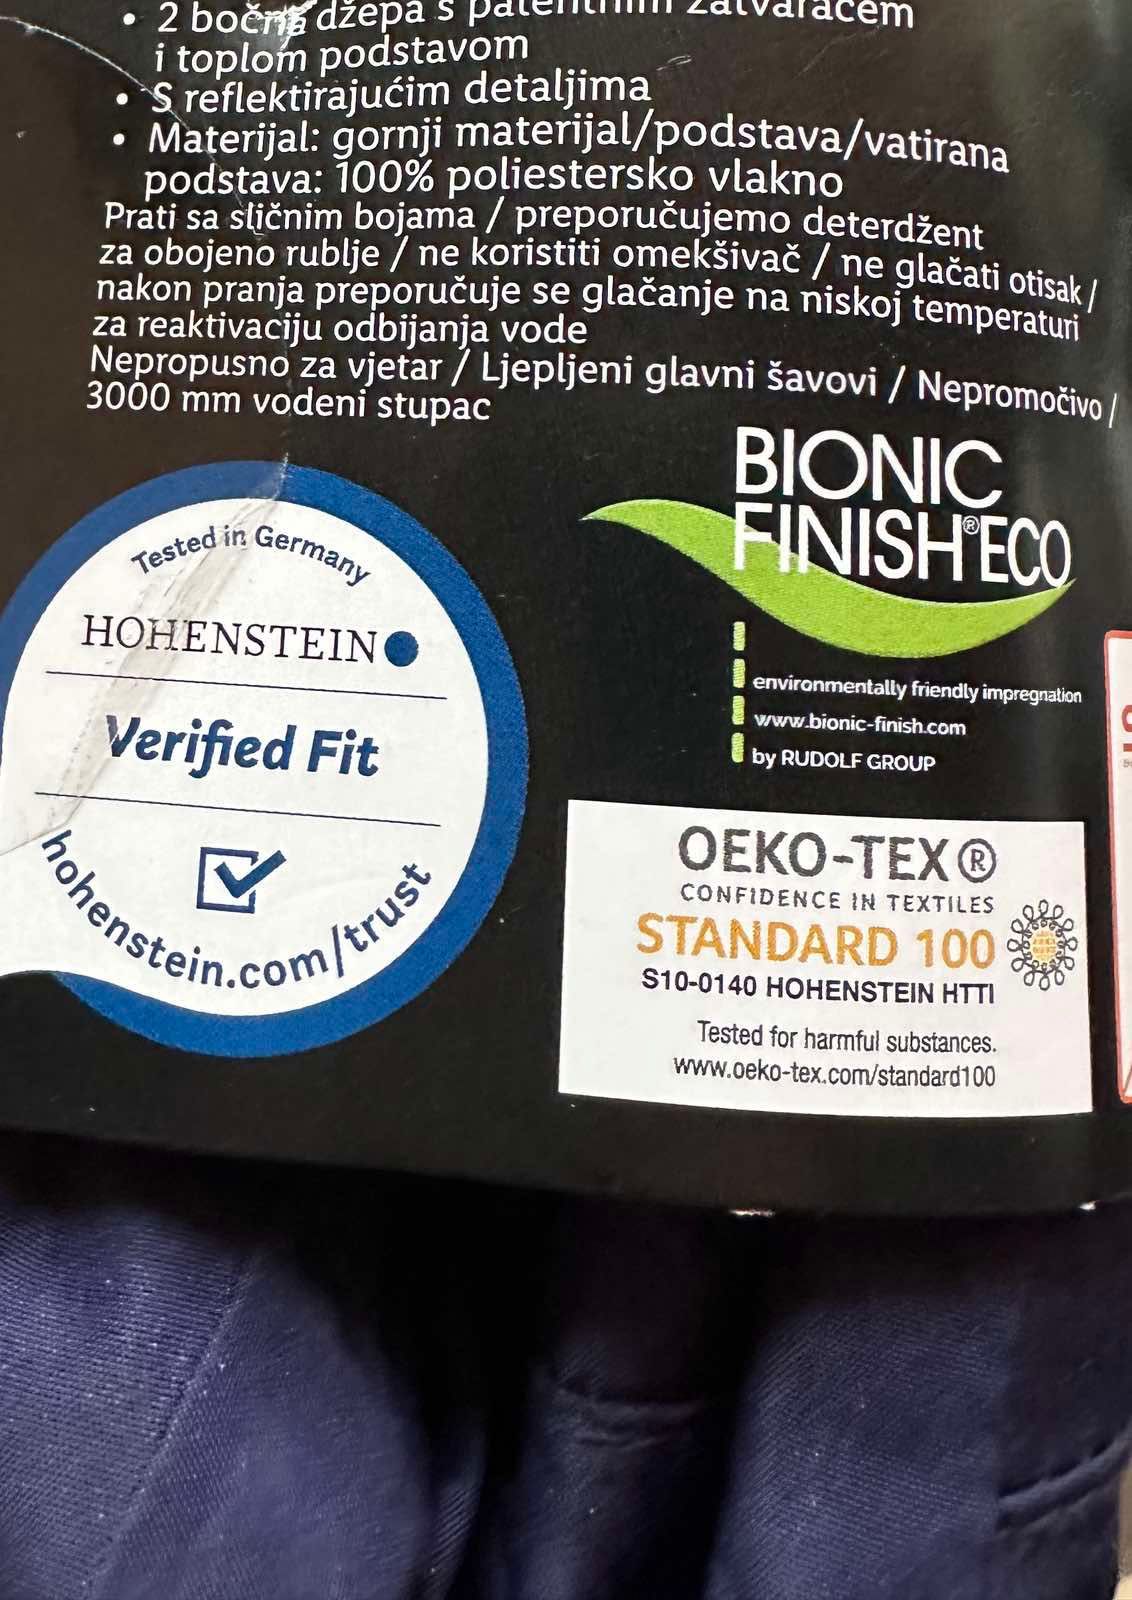 • 2 bočna džepa s patentnim zatvaračem
i toplom podstavom
• S reflektirajućim detaljima
• Materijal: gornji materijal/podstava/vatirana
podstava: 100% poliestersko vlakno
Prati sa sličnim bojama / preporučujemo deterdžent
za obojeno rublje / ne koristiti omekšivač / ne glačati otisak /
nakon pranja preporučuje se glačanje na niskoj temperaturi
za reaktivaciju odbijanja vode
Nepropusno za vjetar / Ljepljeni glavni šavovi / Nepromočivo /
3000 mm vodeni stupac
Tested in Germany
HOHENSTEIN
Verified Fit
hohenstein.com/trust
BIONIC
FINISH®ECO
environmentally friendly impregnation
www.bionic-finish.com
by RUDOLF GROUP
OEKO-TEX®
CONFIDENCE IN TEXTILES
STANDARD 100
S10-0140 HOHENSTEIN HTTI
Tested for harmful substances.
www.oeko-tex.com/standard100